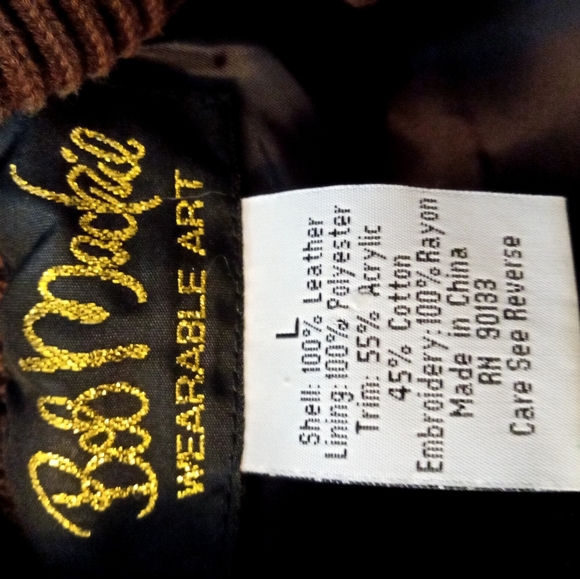 Bob Mackie
WEARABLE ART
L
Shell: 100% Leather
Lining: 100% Polyester
Trim: 55% Acrylic
45% Cotton
Embroidery: 100% Rayon
Made in China
RN 90133
Care See Reverse